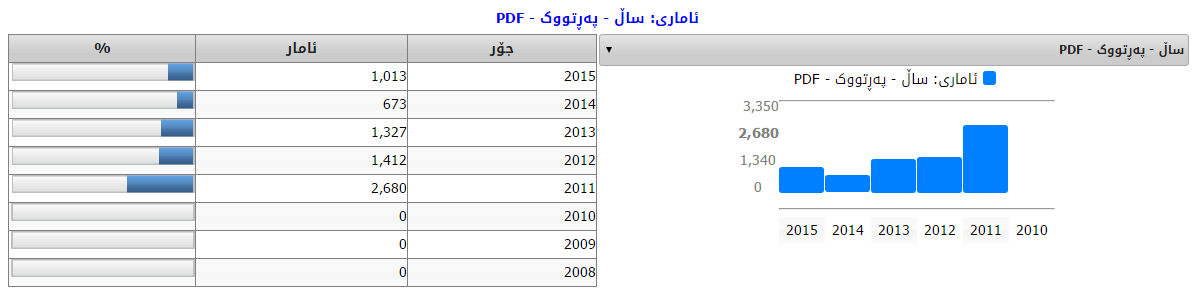 ئاماری: ساڵ - پەڕتووک - PDF
جۆر ئامار %
2015 1,013
2014 673
2013 1,327
2012 1,412
2011 2,680
2010 0
2009 0
2008 0
ساڵ - پەڕتووک - PDF ▼
ئاماری: ساڵ - پەڕتووک - PDF
3,350
2,680
1,340
0
2015 2014 2013 2012 2011 2010